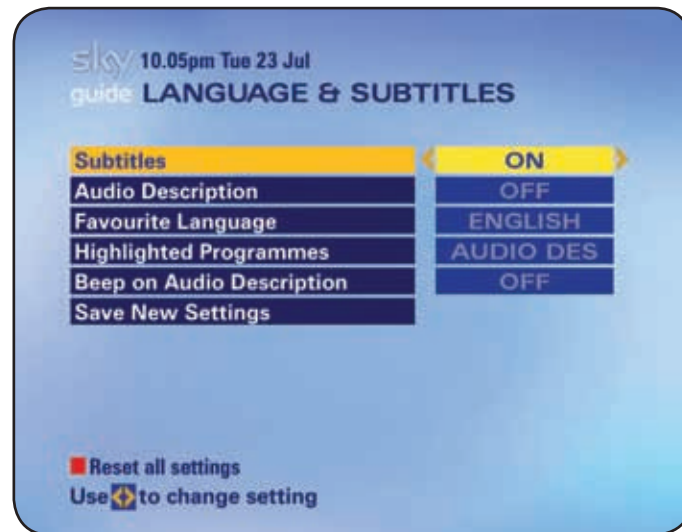 sky 10.05pm Tue 23 Jul
guide LANGUAGE & SUBTITLES
Subtitles ON
Audio Description OFF
Favourite Language ENGLISH
Highlighted Programmes AUDIO DES
Beep on Audio Description OFF
Save New Settings
Reset all settings
Use to change setting